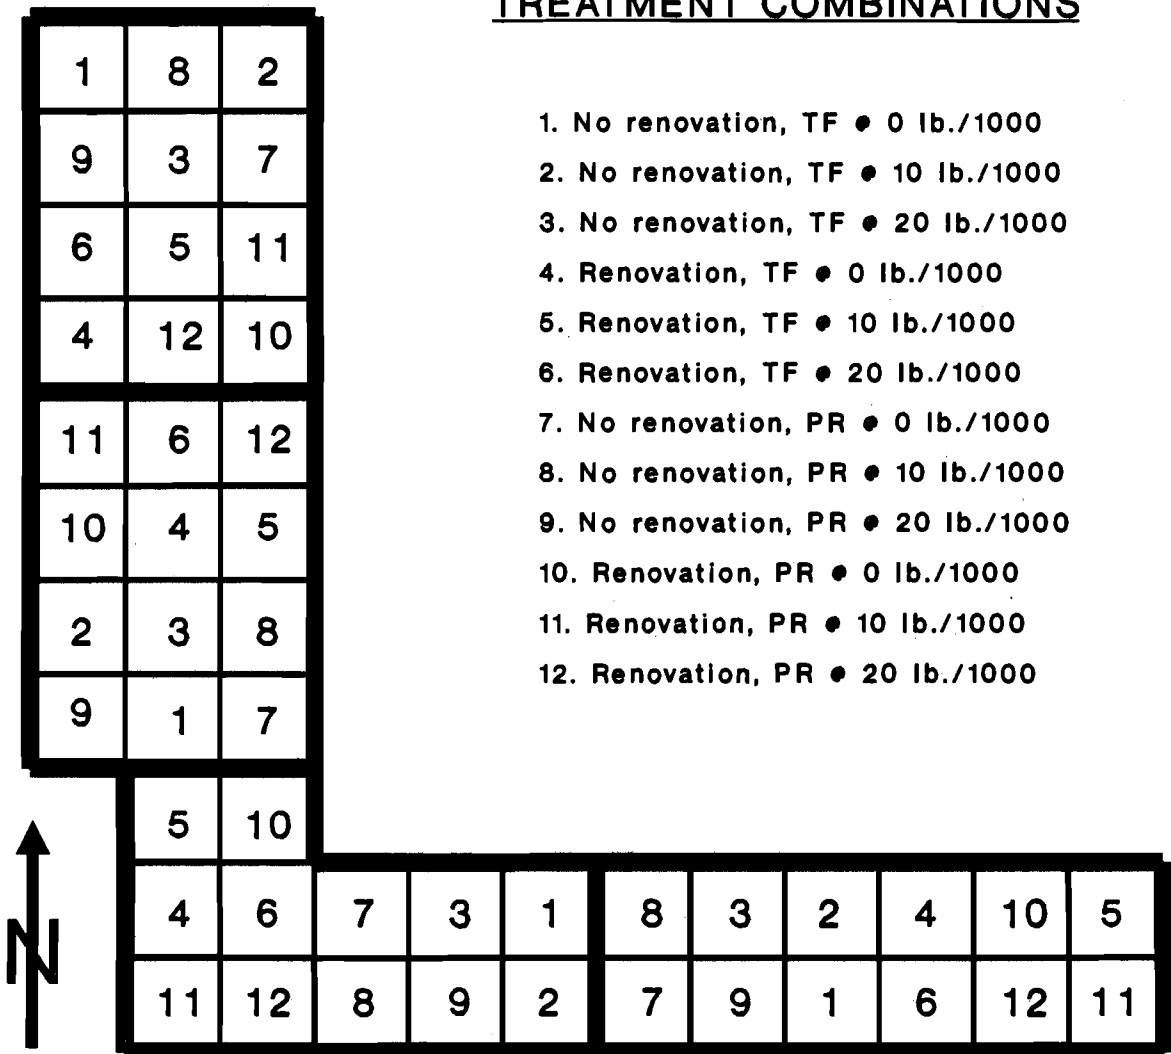 TREATMENT COMBINATIONS
1 8 2
9 3 7
6 5 11
4 12 10
11 6 12
10 4 5
2 3 8
9 1 7
5 10
4 6 7 3 1 8 3 2 4 10 5
11 12 8 9 2 7 9 1 6 12 11
N
1. No renovation, TF @ 0 lb./1000
2. No renovation, TF @ 10 lb./1000
3. No renovation, TF @ 20 lb./1000
4. Renovation, TF @ 0 lb./1000
5. Renovation, TF @ 10 lb./1000
6. Renovation, TF @ 20 lb./1000
7. No renovation, PR @ 0 lb./1000
8. No renovation, PR @ 10 lb./1000
9. No renovation, PR @ 20 lb./1000
10. Renovation, PR @ 0 lb./1000
11. Renovation, PR @ 10 lb./1000
12. Renovation, PR @ 20 lb./1000